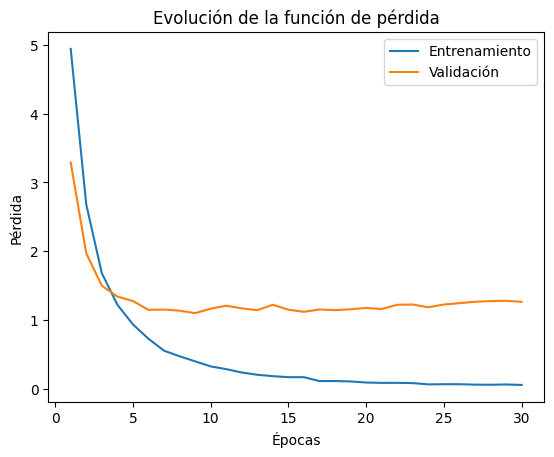 Evolución de la función de pérdida
Entrenamiento
Validación
Pérdida
5
4
3
2
1
0
0 5 10 15 20 25 30
Épocas